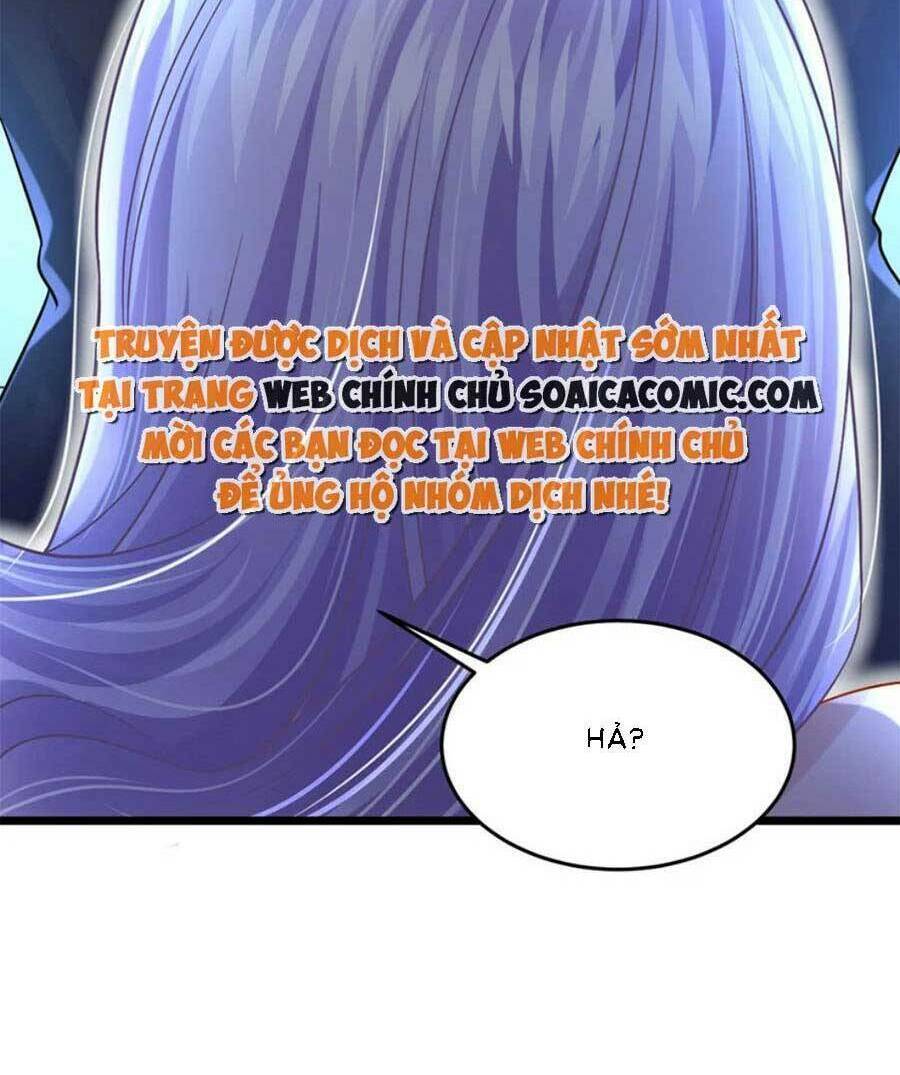 TRUYỆN ĐƯỢC DỊCH VÀ CẬP NHẬT SỚM NHẤT
TẠI TRANG WEB CHÍNH CHỦ SOAICACOMIC.COM
MỜI CÁC BẠN ĐỌC TẠI WEB CHÍNH CHỦ
ĐỂ ỦNG HỘ NHÓM DỊCH NHÉ!
HẢ?